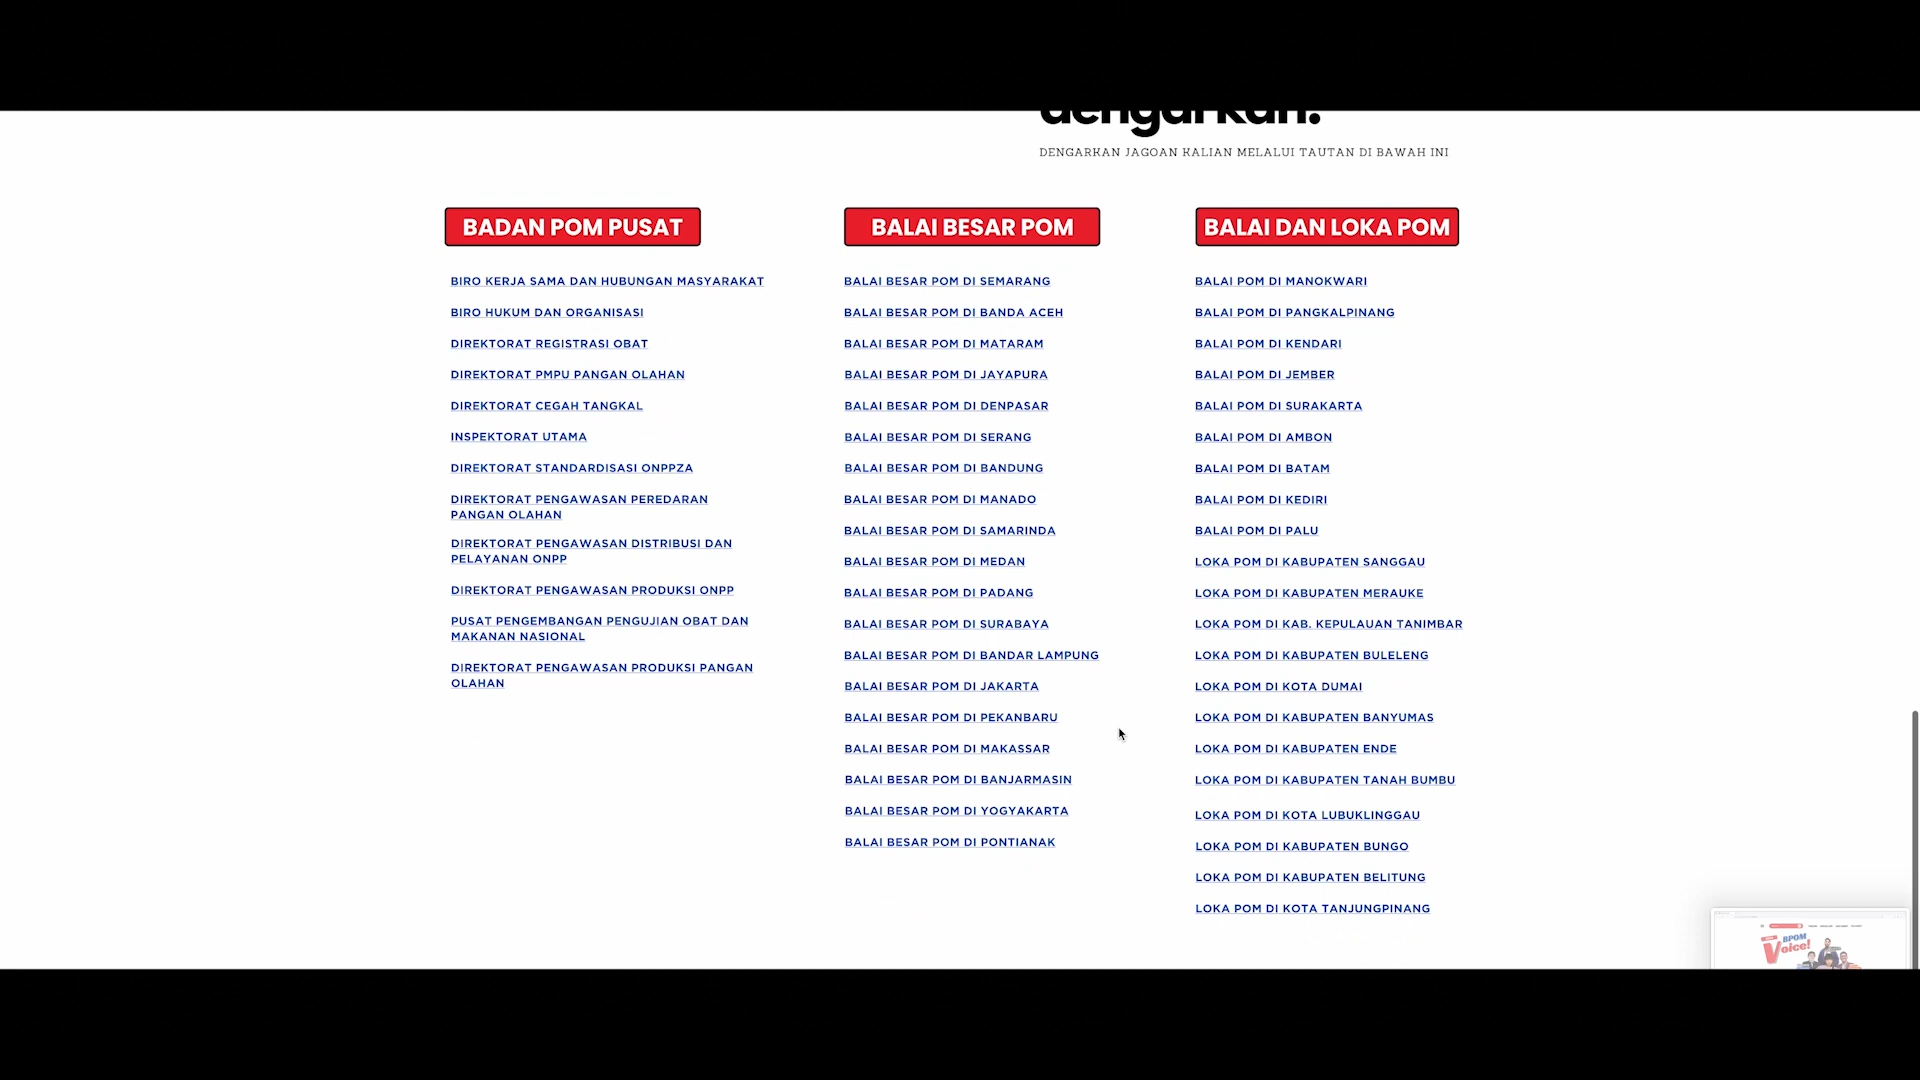 dengarkan.
DENGARKAN JAGOAN KALIAN MELALUI TAUTAN DI BAWAH INI
BADAN POM PUSAT
BIRO KERJA SAMA DAN HUBUNGAN MASYARAKAT
BIRO HUKUM DAN ORGANISASI
DIREKTORAT REGISTRASI OBAT
DIREKTORAT PMPU PANGAN OLAHAN
DIREKTORAT CEGAH TANGKAL
INSPEKTORAT UTAMA
DIREKTORAT STANDARDISASI ONPPZA
DIREKTORAT PENGAWASAN PEREDARAN
PANGAN OLAHAN
DIREKTORAT PENGAWASAN DISTRIBUSI DAN
PELAYANAN ONPP
DIREKTORAT PENGAWASAN PRODUKSI ONPP
PUSAT PENGEMBANGAN PENGUJIAN OBAT DAN
MAKANAN NASIONAL
DIREKTORAT PENGAWASAN PRODUKSI PANGAN
OLAHAN
BALAI BESAR POM
BALAI BESAR POM DI SEMARANG
BALAI BESAR POM DI BANDA ACEH
BALAI BESAR POM DI MATARAM
BALAI BESAR POM DI JAYAPURA
BALAI BESAR POM DI DENPASAR
BALAI BESAR POM DI SERANG
BALAI BESAR POM DI BANDUNG
BALAI BESAR POM DI MANADO
BALAI BESAR POM DI SAMARINDA
BALAI BESAR POM DI MEDAN
BALAI BESAR POM DI PADANG
BALAI BESAR POM DI SURABAYA
BALAI BESAR POM DI BANDAR LAMPUNG
BALAI BESAR POM DI JAKARTA
BALAI BESAR POM DI PEKANBARU
BALAI BESAR POM DI MAKASSAR
BALAI BESAR POM DI BANJARMASIN
BALAI BESAR POM DI YOGYAKARTA
BALAI BESAR POM DI PONTIANAK
BALAI DAN LOKA POM
BALAI POM DI MANOKWARI
BALAI POM DI PANGKALPINANG
BALAI POM DI KENDARI
BALAI POM DI JEMBER
BALAI POM DI SURAKARTA
BALAI POM DI AMBON
BALAI POM DI BATAM
BALAI POM DI KEDIRI
BALAI POM DI PALU
LOKA POM DI KABUPATEN SANGGAU
LOKA POM DI KABUPATEN MERAUKE
LOKA POM DI KAB. KEPULAUAN TANIMBAR
LOKA POM DI KABUPATEN BULELENG
LOKA POM DI KOTA DUMAI
LOKA POM DI KABUPATEN BANYUMAS
LOKA POM DI KABUPATEN ENDE
LOKA POM DI KABUPATEN TANAH BUMBU
LOKA POM DI KOTA LUBUKLINGGAU
LOKA POM DI KABUPATEN BUNGO
LOKA POM DI KABUPATEN BELITUNG
LOKA POM DI KOTA TANJUNGPINANG
BPOM
Voice!